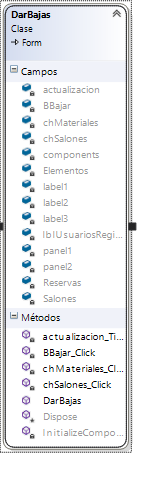 DarBajas
Clase
Form
Campos
actualizacion
BBajar
chMateriales
chSalones
components
Elementos
label1
label2
label3
lblUsuariosRegi...
panel1
panel2
Reservas
Salones
Métodos
actualizacion_Ti...
BBajar_Click
chMateriales_Cl...
chSalones_Click
DarBajas
Dispose
InitializeCompo...